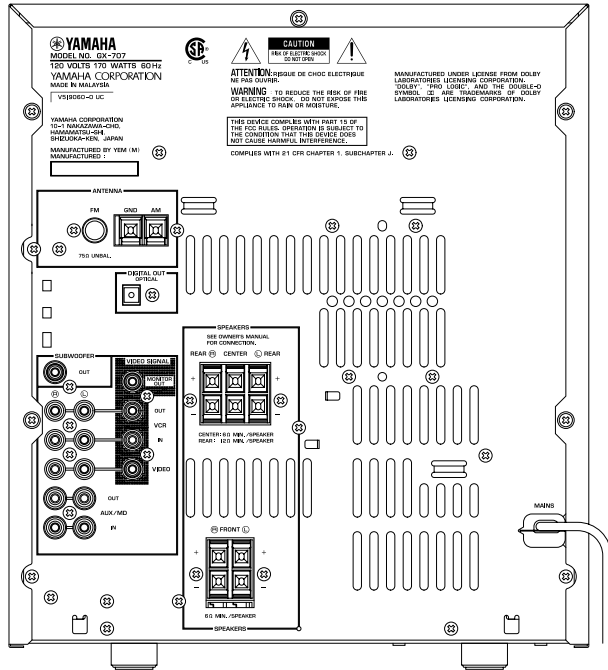 YAMAHA
MODEL NO. GX-707
120 VOLTS 170 WATTS 60Hz
YAMAHA CORPORATION
MADE IN MALAYSIA
V519060-0 UC
YAMAHA CORPORATION
10-1 NAKAZAWA-CHO,
HAMAMATSU-SHI,
SHIZUOKA-KEN, JAPAN
MANUFACTURED BY YEM (M)
MANUFACTURED :
C US
CAUTION
RISK OF ELECTRIC SHOCK
DO NOT OPEN
ATTENTION: RISQUE DE CHOC ELECTRIQUE
NE PAS OUVRIR.
WARNING : TO REDUCE THE RISK OF FIRE
OR ELECTRIC SHOCK, DO NOT EXPOSE THIS
APPLIANCE TO RAIN OR MOISTURE.
THIS DEVICE COMPLIES WITH PART 15 OF
THE FCC RULES. OPERATION IS SUBJECT TO
THE CONDITION THAT THIS DEVICE DOES
NOT CAUSE HARMFUL INTERFERENCE.
COMPLIES WITH 21 CFR CHAPTER 1, SUBCHAPTER J.
MANUFACTURED UNDER LICENSE FROM DOLBY
LABORATORIES LICENSING CORPORATION.
"DOLBY", "PRO LOGIC", AND THE DOUBLE-D
SYMBOL ARE TRADEMARKS OF DOLBY
LABORATORIES LICENSING CORPORATION.
ANTENNA
FM GND AM
75Ω UNBAL.
DIGITAL OUT
OPTICAL
SUBWOOFER
OUT
VIDEO SIGNAL
MONITOR
OUT
R L
OUT
VCR
IN
VIDEO
OUT
AUX/MD
IN
SPEAKERS
SEE OWNER'S MANUAL
FOR CONNECTION.
REAR R CENTER L REAR
+ +
− −
CENTER: 6Ω MIN./SPEAKER
REAR: 12Ω MIN./SPEAKER
R FRONT L
+ +
− −
6Ω MIN./SPEAKER
SPEAKERS
MAINS